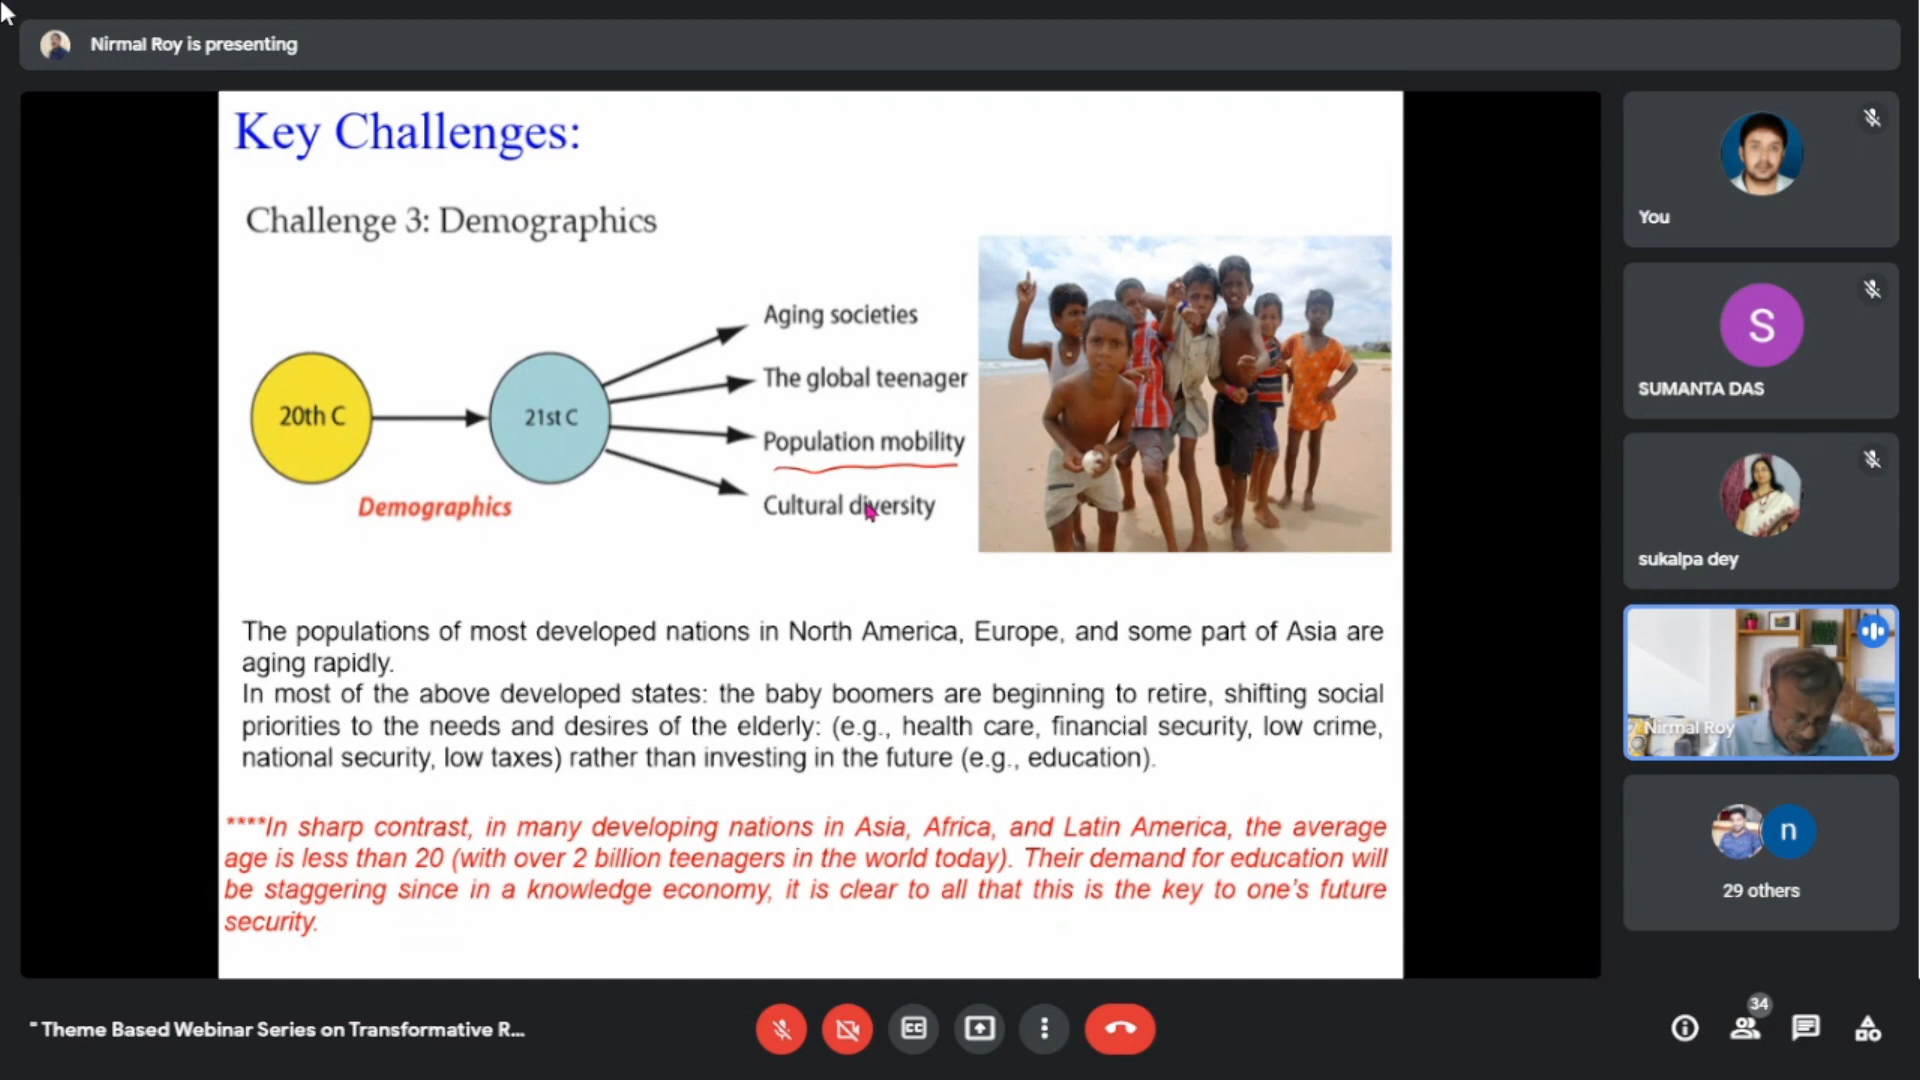 Nirmal Roy is presenting
Key Challenges:
Challenge 3: Demographics
20th C
21st C
Demographics
Aging societies
The global teenager
Population mobility
Cultural diversity
The populations of most developed nations in North America, Europe, and some part of Asia are
aging rapidly.
In most of the above developed states: the baby boomers are beginning to retire, shifting social
priorities to the needs and desires of the elderly: (e.g., health care, financial security, low crime,
national security, low taxes) rather than investing in the future (e.g., education).
****In sharp contrast, in many developing nations in Asia, Africa, and Latin America, the average
age is less than 20 (with over 2 billion teenagers in the world today). Their demand for education will
be staggering since in a knowledge economy, it is clear to all that this is the key to one's future
security.
You
S
SUMANTA DAS
sukalpa dey
Nirmal Roy
n
29 others
" Theme Based Webinar Series on Transformative R...
CC
34